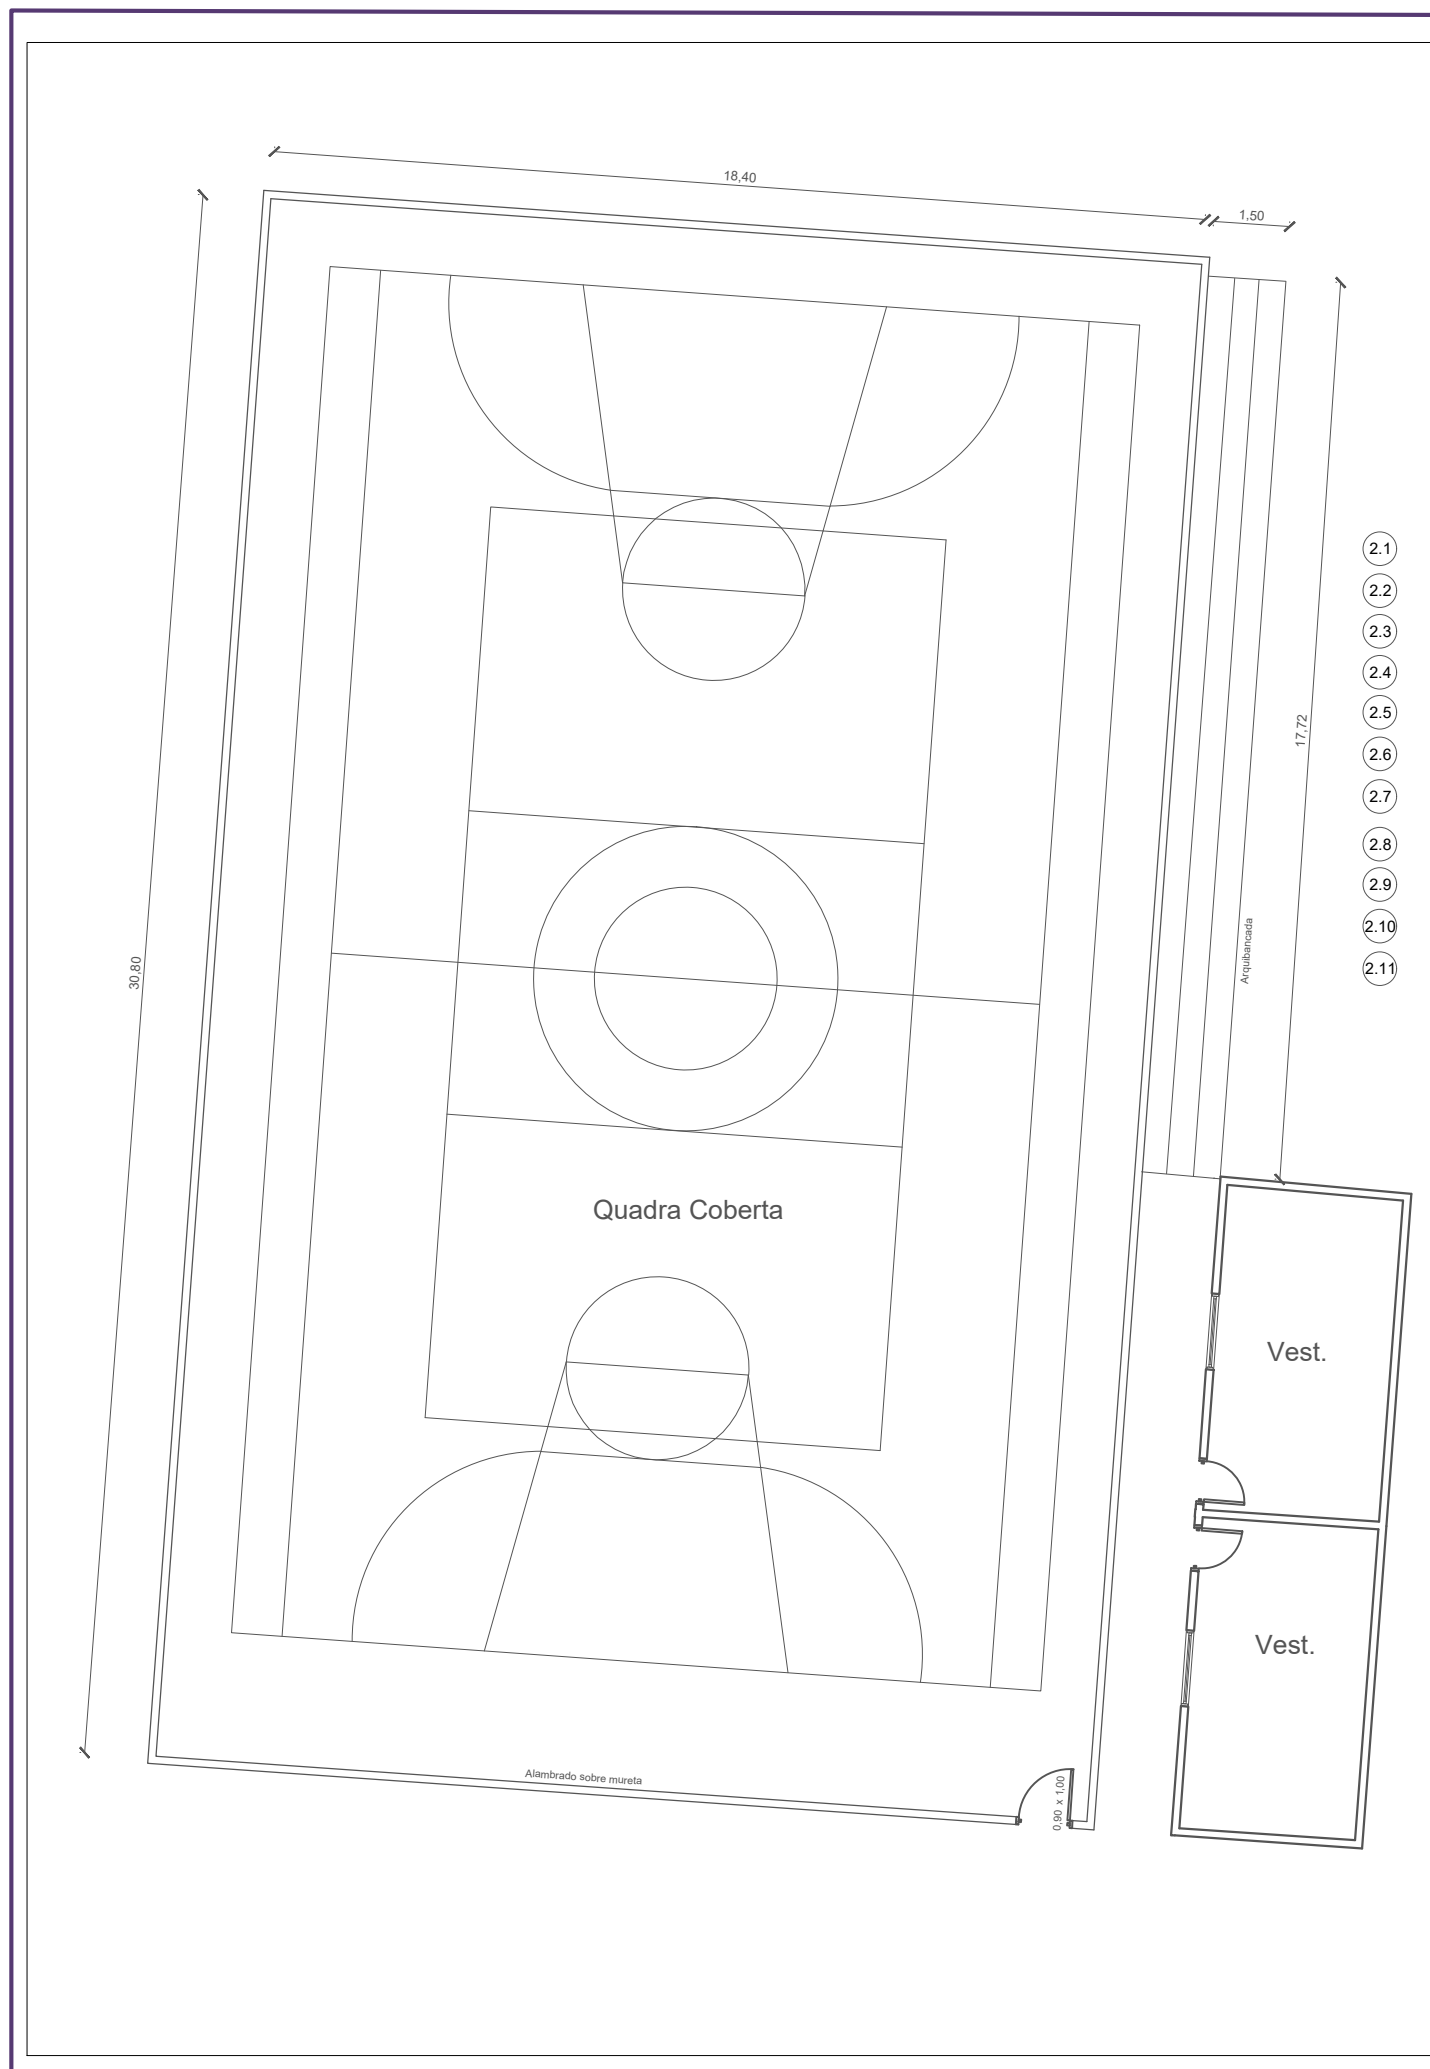 18,40
1,50
2.1
2.2
2.3
2.4
2.5
2.6
17,72
2.7
2.8
2.9
2.10
Arquibancada
2.11
30,80
Quadra Coberta
Vest.
Vest.
Alambrado sobre mureta
0,90 x 1,00